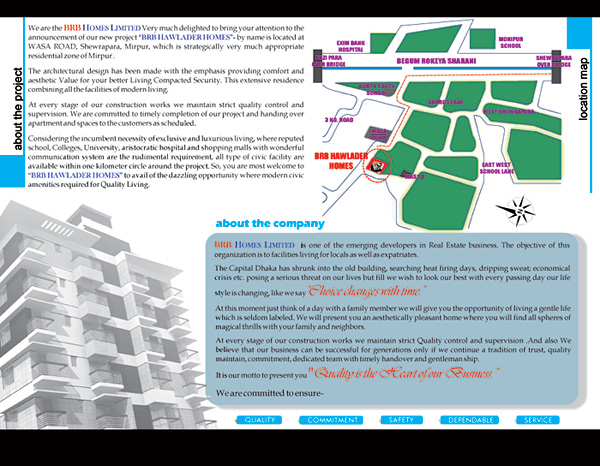 about the project
We are the BRB HOMES LIMITED Very much delighted to bring your attention to the
announcement of our new project "BRB HAWLADER HOMES"- by name is located at
WASA ROAD, Shewrapara, Mirpur, which is strategically very much appropriate
residential zone of Mirpur.
The architectural design has been made with the emphasis providing comfort and
aesthetic Value for your better Living Compacted Security. This extensive residence
combining all the facilities of modern living.
At every stage of our construction works we maintain strict quality control and
supervision. We are committed to timely completion of our project and handing over
apartment and spaces to the customers as scheduled.
Considering the incumbent necessity of exclusive and luxurious living, where reputed
school, Colleges, University, aristocratic hospital and shopping malls with wonderful
communication system are the rudimental requirement, all type of civic facility are
available within one kilometer circle around the project. So, you are most welcome to
"BRB HAWLADER HOMES" to avail of the dazzling opportunity where modern civic
amenities required for Quality Living.
location map
EXIM BANK
HOSPITAL
MONIPUR
SCHOOL
KAZI PARA
OVER BRIDGE
BEGUM ROKEYA SHARANI
SHEWRAPARA
OVER BRIDGE
NORTH SOUTH
SCHOOL
WEST SHEWRAPARA
WASA
ROAD
BRB HAWLADER
HOMES
EAST WEST
SCHOOL LANE
about the company
BRB HOMES LIMITED is one of the emerging developers in Real Estate business. The objective of this
organization is to facilities living for locals as well as expatriates.
The Capital Dhaka has shrunk into the old building, searching heat firing days, dripping sweat; economical
crisis etc. posing a serious threat on our lives but fill we wish to look our best with every passing day our life
style is changing, like we say "Choice changes with time."
At this moment just think of a day with a family member we will give you the opportunity of living a gentle life
which is seldom labeled. We will present you an aesthetically pleasant home where you will find all spheres of
magical thrills with your family and neighbors.
At every stage of our construction works we maintain strict Quality control and supervision .And also We
believe that our business can be successful for generations only if we continue a tradition of trust, quality
maintain, commitment, dedicated team with timely handover and gentleman ship.
It is our motto to present you "Quality is the Heart of our Business."
We are committed to ensure-
QUALITY COMMITMENT SAFETY DEPENDABLE SERVICE